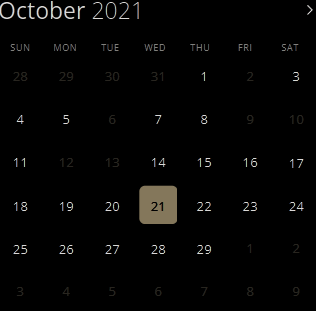 October 2021
SUN MON TUE WED THU FRI SAT
28 29 30 31 1 2 3
4 5 6 7 8 9 10
11 12 13 14 15 16 17
18 19 20 21 22 23 24
25 26 27 28 29 1 2
3 4 5 6 7 8 9